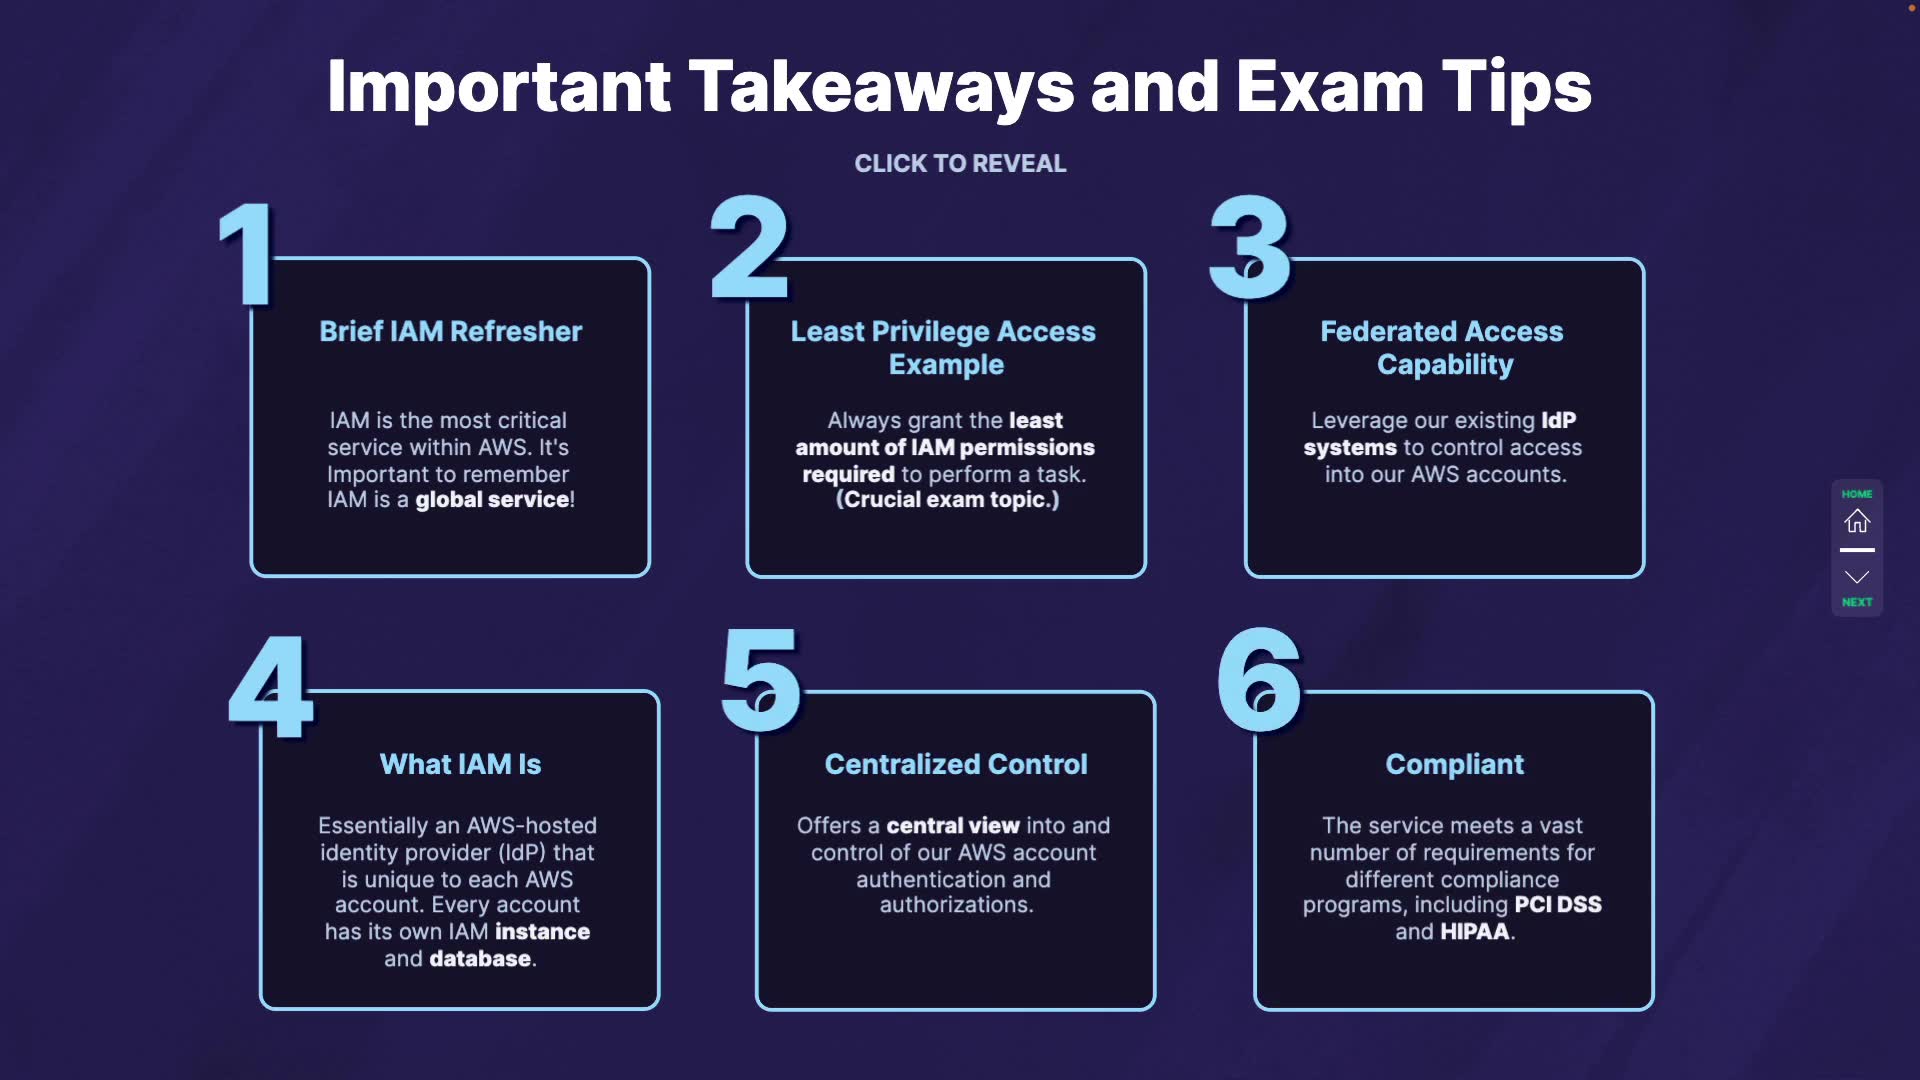 Important Takeaways and Exam Tips
CLICK TO REVEAL
1
Brief IAM Refresher
IAM is the most critical
service within AWS. It's
Important to remember
IAM is a global service!
2
Least Privilege Access
Example
Always grant the least
amount of IAM permissions
required to perform a task.
(Crucial exam topic.)
3
Federated Access
Capability
Leverage our existing IdP
systems to control access
into our AWS accounts.
4
What IAM Is
Essentially an AWS-hosted
identity provider (IdP) that
is unique to each AWS
account. Every account
has its own IAM instance
and database.
5
Centralized Control
Offers a central view into and
control of our AWS account
authentication and
authorizations.
6
Compliant
The service meets a vast
number of requirements for
different compliance
programs, including PCI DSS
and HIPAA.
HOME
NEXT